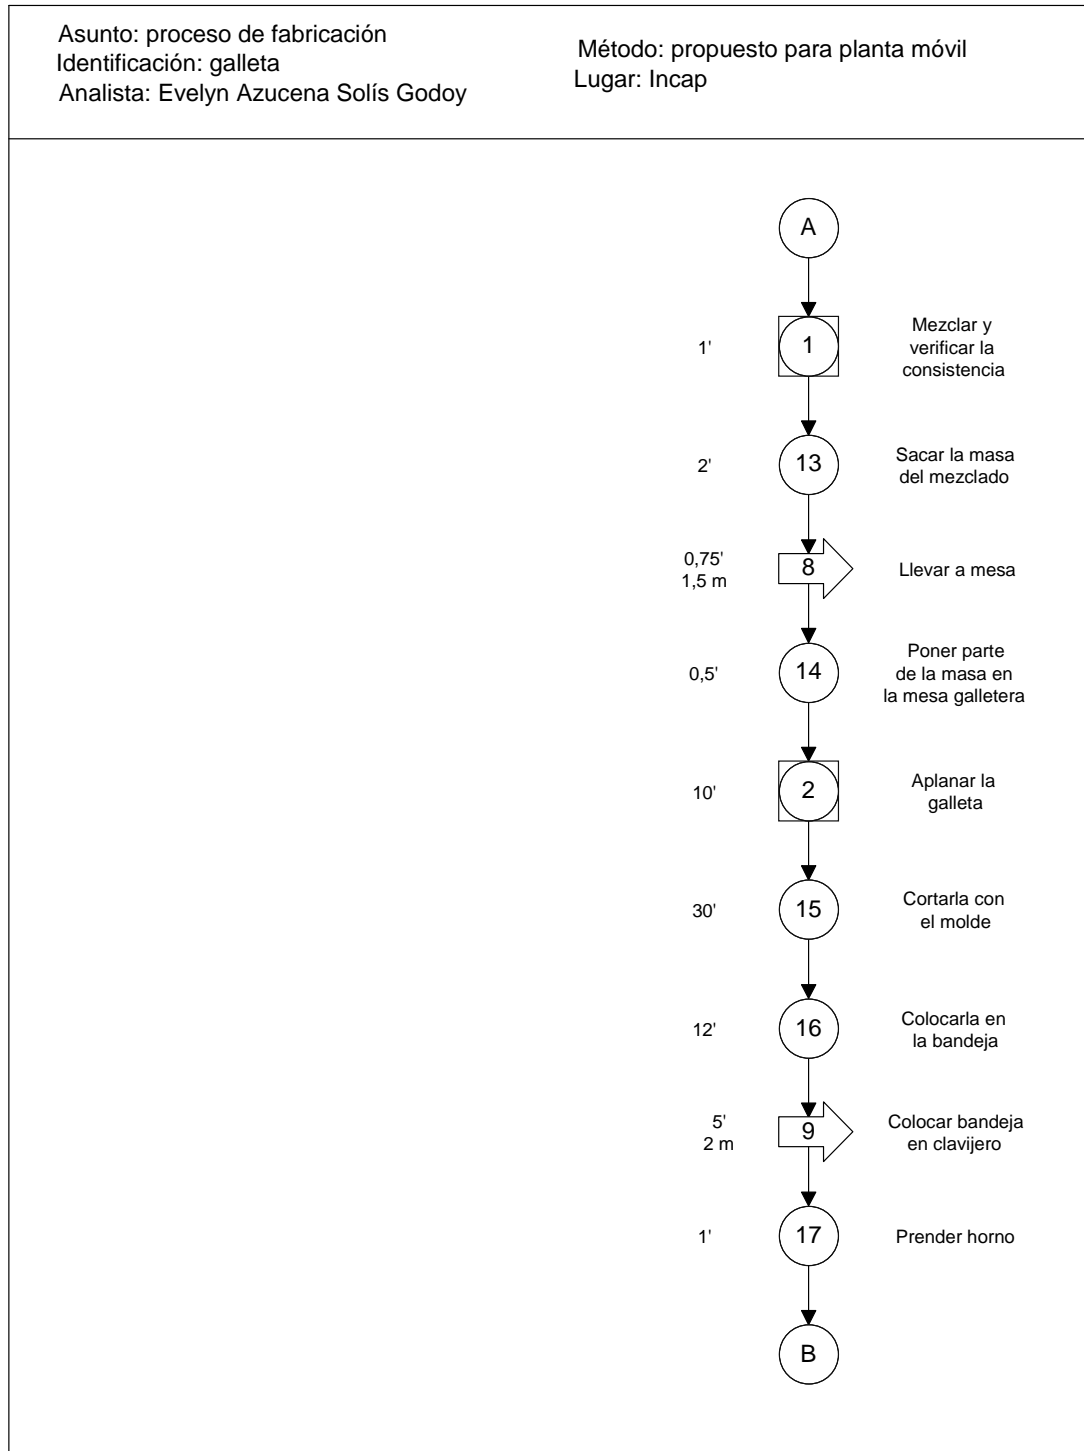 Asunto: proceso de fabricación
Identificación: galleta
Analista: Evelyn Azucena Solís Godoy
Método: propuesto para planta móvil
Lugar: Incap
A
1'
1
Mezclar y
verificar la
consistencia
2'
13
Sacar la masa
del mezclado
0,75'
1,5 m
8
Llevar a mesa
0,5'
14
Poner parte
de la masa en
la mesa galletera
10'
2
Aplanar la
galleta
30'
15
Cortarla con
el molde
12'
16
Colocarla en
la bandeja
5'
2 m
9
Colocar bandeja
en clavijero
1'
17
Prender horno
B